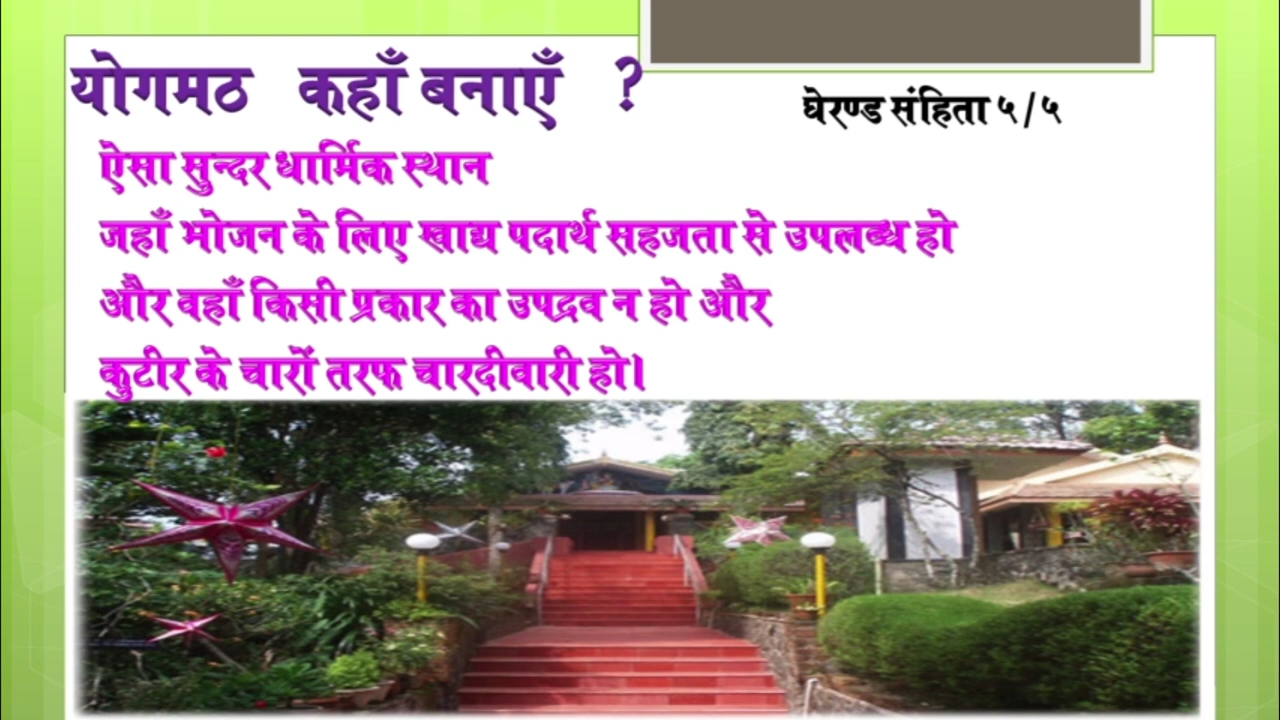 योगमठ कहाँ बनाएँ ?
घेरण्ड संहिता ५/५
ऐसा सुन्दर धार्मिक स्थान
जहाँ भोजन के लिए खाद्य पदार्थ सहजता से उपलब्ध हो
और वहाँ किसी प्रकार का उपद्रव न हो और
कुटीर के चारों तरफ चारदीवारी हो।